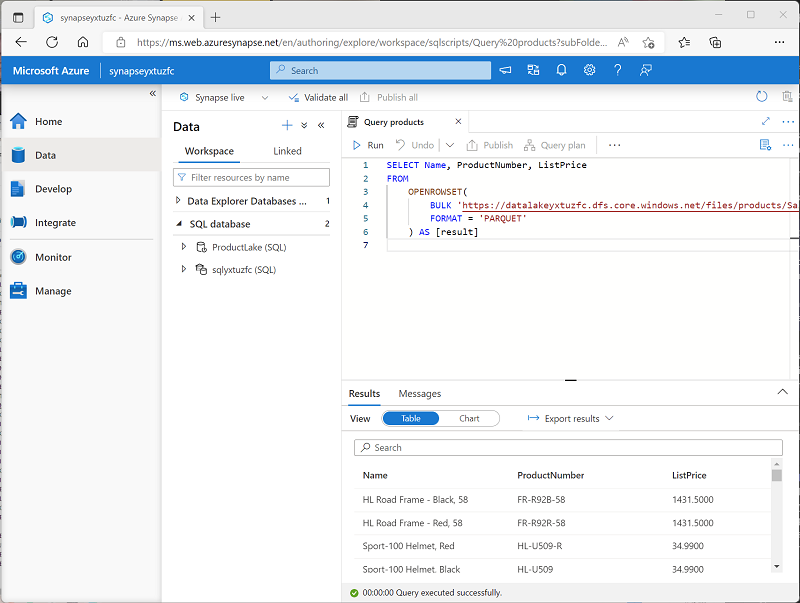 synapseyxtuzfc - Azure Synapse
https://ms.web.azuresynapse.net/en/authoring/explore/workspace/sqlscripts/Query%20products?subFolde...
Microsoft Azure
synapseyxtuzfc
Search
Home
Data
Develop
Integrate
Monitor
Manage
Synapse live
Validate all
Publish all
Data
Workspace
Linked
Filter resources by name
Data Explorer Databases ... 1
SQL database 2
ProductLake (SQL)
sqlyxtuzfc (SQL)
Query products
Run
Undo
Publish
Query plan
1 SELECT Name, ProductNumber, ListPrice
2 FROM
3 OPENROWSET(
4 BULK 'https://datalakeyxtuzfc.dfs.core.windows.net/files/products/Sa
5 FORMAT = 'PARQUET'
6 ) AS [result]
7
Results
Messages
View
Table
Chart
Export results
Search
Name ProductNumber ListPrice
HL Road Frame - Black, 58 FR-R92B-58 1431.5000
HL Road Frame - Red, 58 FR-R92R-58 1431.5000
Sport-100 Helmet, Red HL-U509-R 34.9900
Sport-100 Helmet, Black HL-U509 34.9900
00:00:00 Query executed successfully.